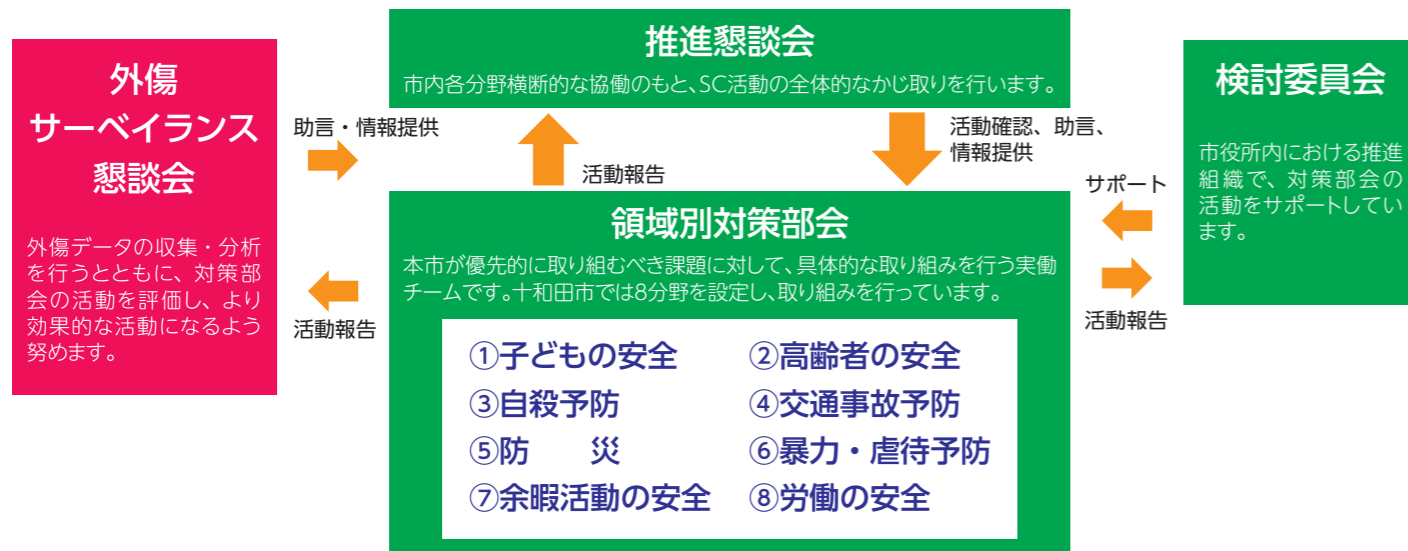 外傷
サーベイランス
懇談会
外傷データの収集・分析
を行うとともに、対策部
会の活動を評価し、より
効果的な活動になるよう
努めます。
助言・情報提供
活動報告
推進懇談会
市内各分野横断的な協働のもと、SC活動の全体的なかじ取りを行います。
活動報告
活動確認、助言、
情報提供
領域別対策部会
本市が優先的に取り組むべき課題に対して、具体的な取り組みを行う実働
チームです。十和田市では8分野を設定し、取り組みを行っています。
①子どもの安全 ②高齢者の安全
③自殺予防 ④交通事故予防
⑤防 災 ⑥暴力・虐待予防
⑦余暇活動の安全 ⑧労働の安全
サポート
活動報告
検討委員会
市役所内における推進
組織で、対策部会の
活動をサポートしてい
ます。